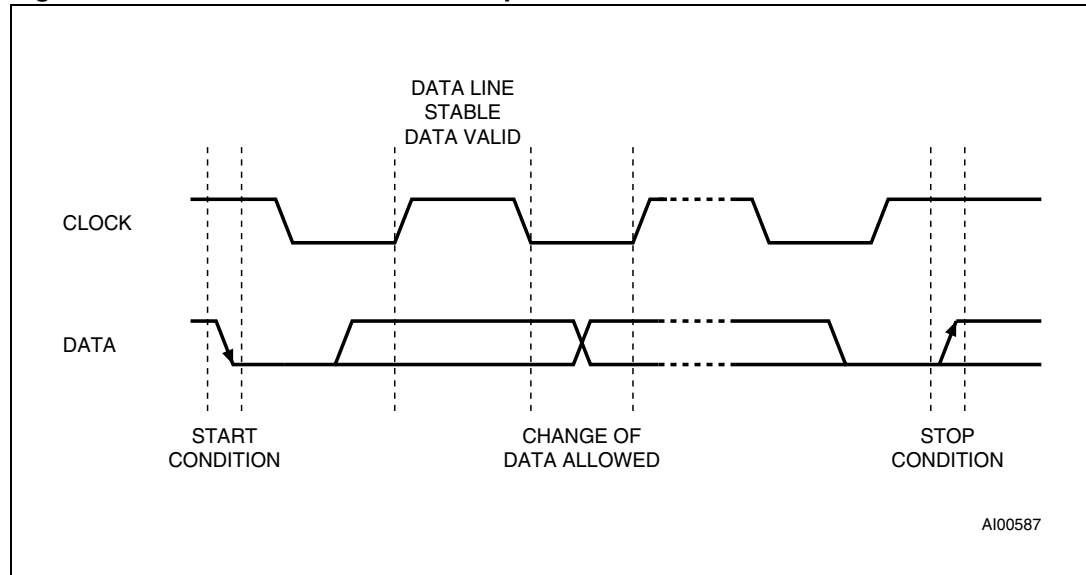 DATA LINE
STABLE
DATA VALID
CLOCK
DATA
START
CONDITION
CHANGE OF
DATA ALLOWED
STOP
CONDITION
AI00587